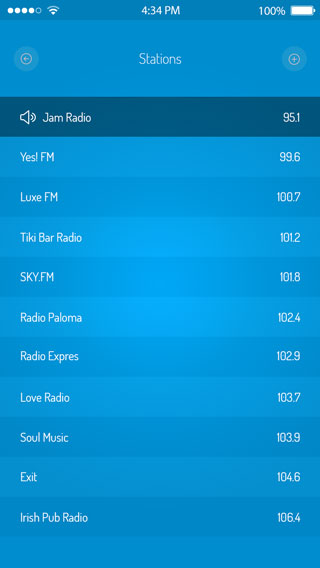 4:34 PM 100%
Stations
Jam Radio 95.1
Yes! FM 99.6
Luxe FM 100.7
Tiki Bar Radio 101.2
SKY.FM 101.8
Radio Paloma 102.4
Radio Expres 102.9
Love Radio 103.7
Soul Music 103.9
Exit 104.6
Irish Pub Radio 106.4